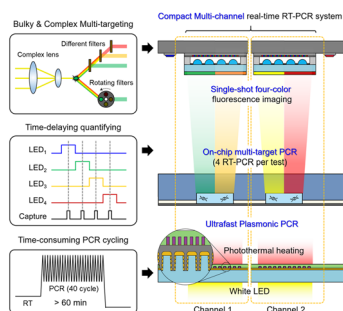 Bulky & Complex Multi-targeting
Complex lens
Different filters
Rotating filters
Time-delaying quantifying
LED1
LED2
LED3
LED4
Capture
Time-consuming PCR cycling
PCR (40 cycle)
RT
> 60 min
Compact Multi-channel real-time RT-PCR system
Single-shot four-color
fluorescence imaging
On-chip multi-target PCR
(4 RT-PCR per test)
Ultrafast Plasmonic PCR
Photothermal heating
White LED
Channel 1
Channel 2